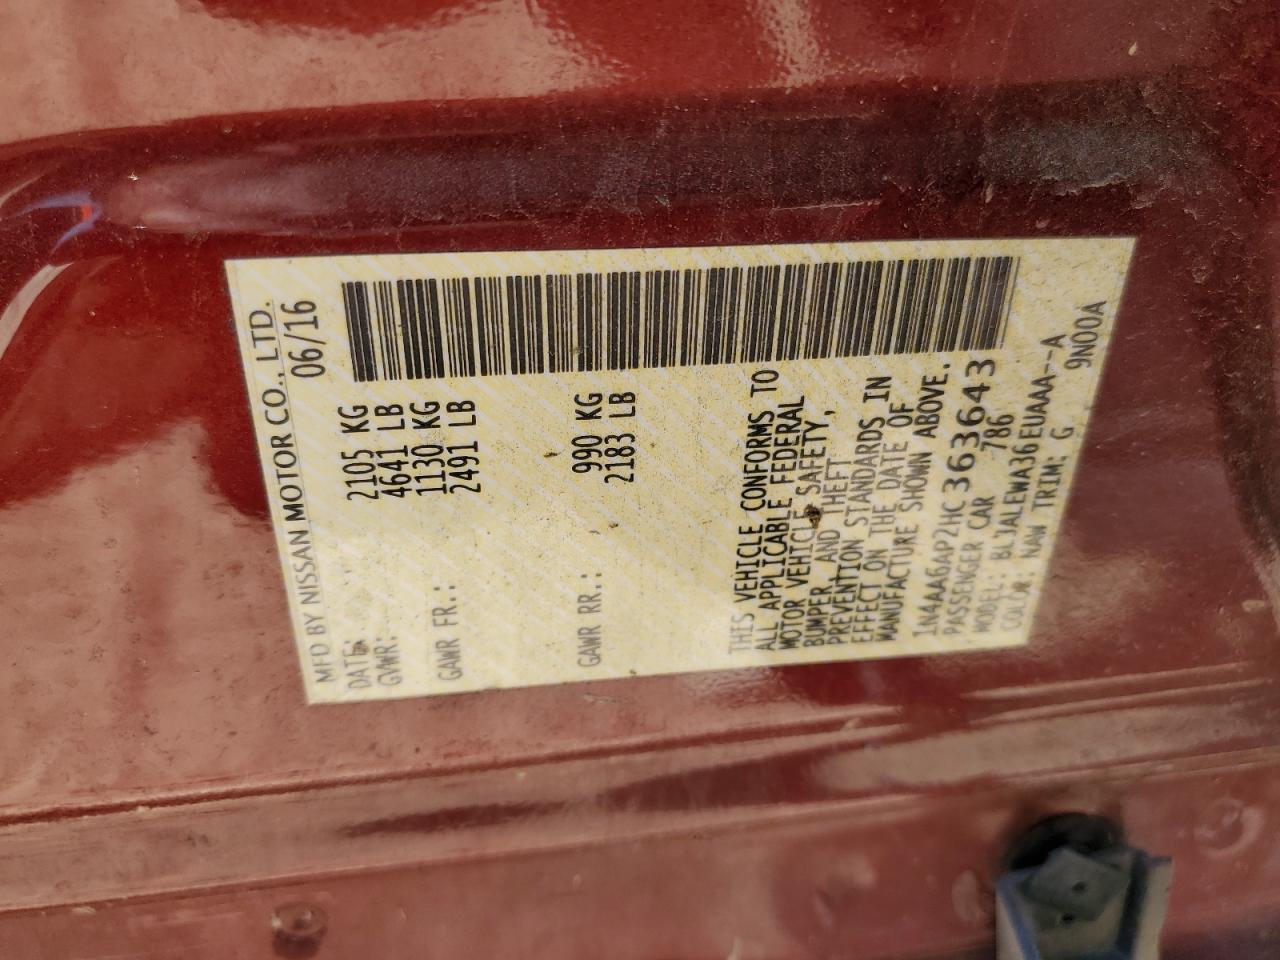 MFD BY NISSAN MOTOR CO., LTD.
DATE: 06/16
GVWR: 2105 KG
4641 LB
GAWR FR.: 1130 KG
2491 LB
GAWR RR.: 990 KG
2183 LB
THIS VEHICLE CONFORMS TO
ALL APPLICABLE FEDERAL
MOTOR VEHICLE SAFETY,
BUMPER, AND THEFT
PREVENTION STANDARDS IN
EFFECT ON THE DATE OF
MANUFACTURE SHOWN ABOVE.
1N4AA6AP2HC363643
PASSENGER CAR 786
MODEL: BLJALEWA36EUAAA--A
COLOR: NAW TRIM: G 9N00A